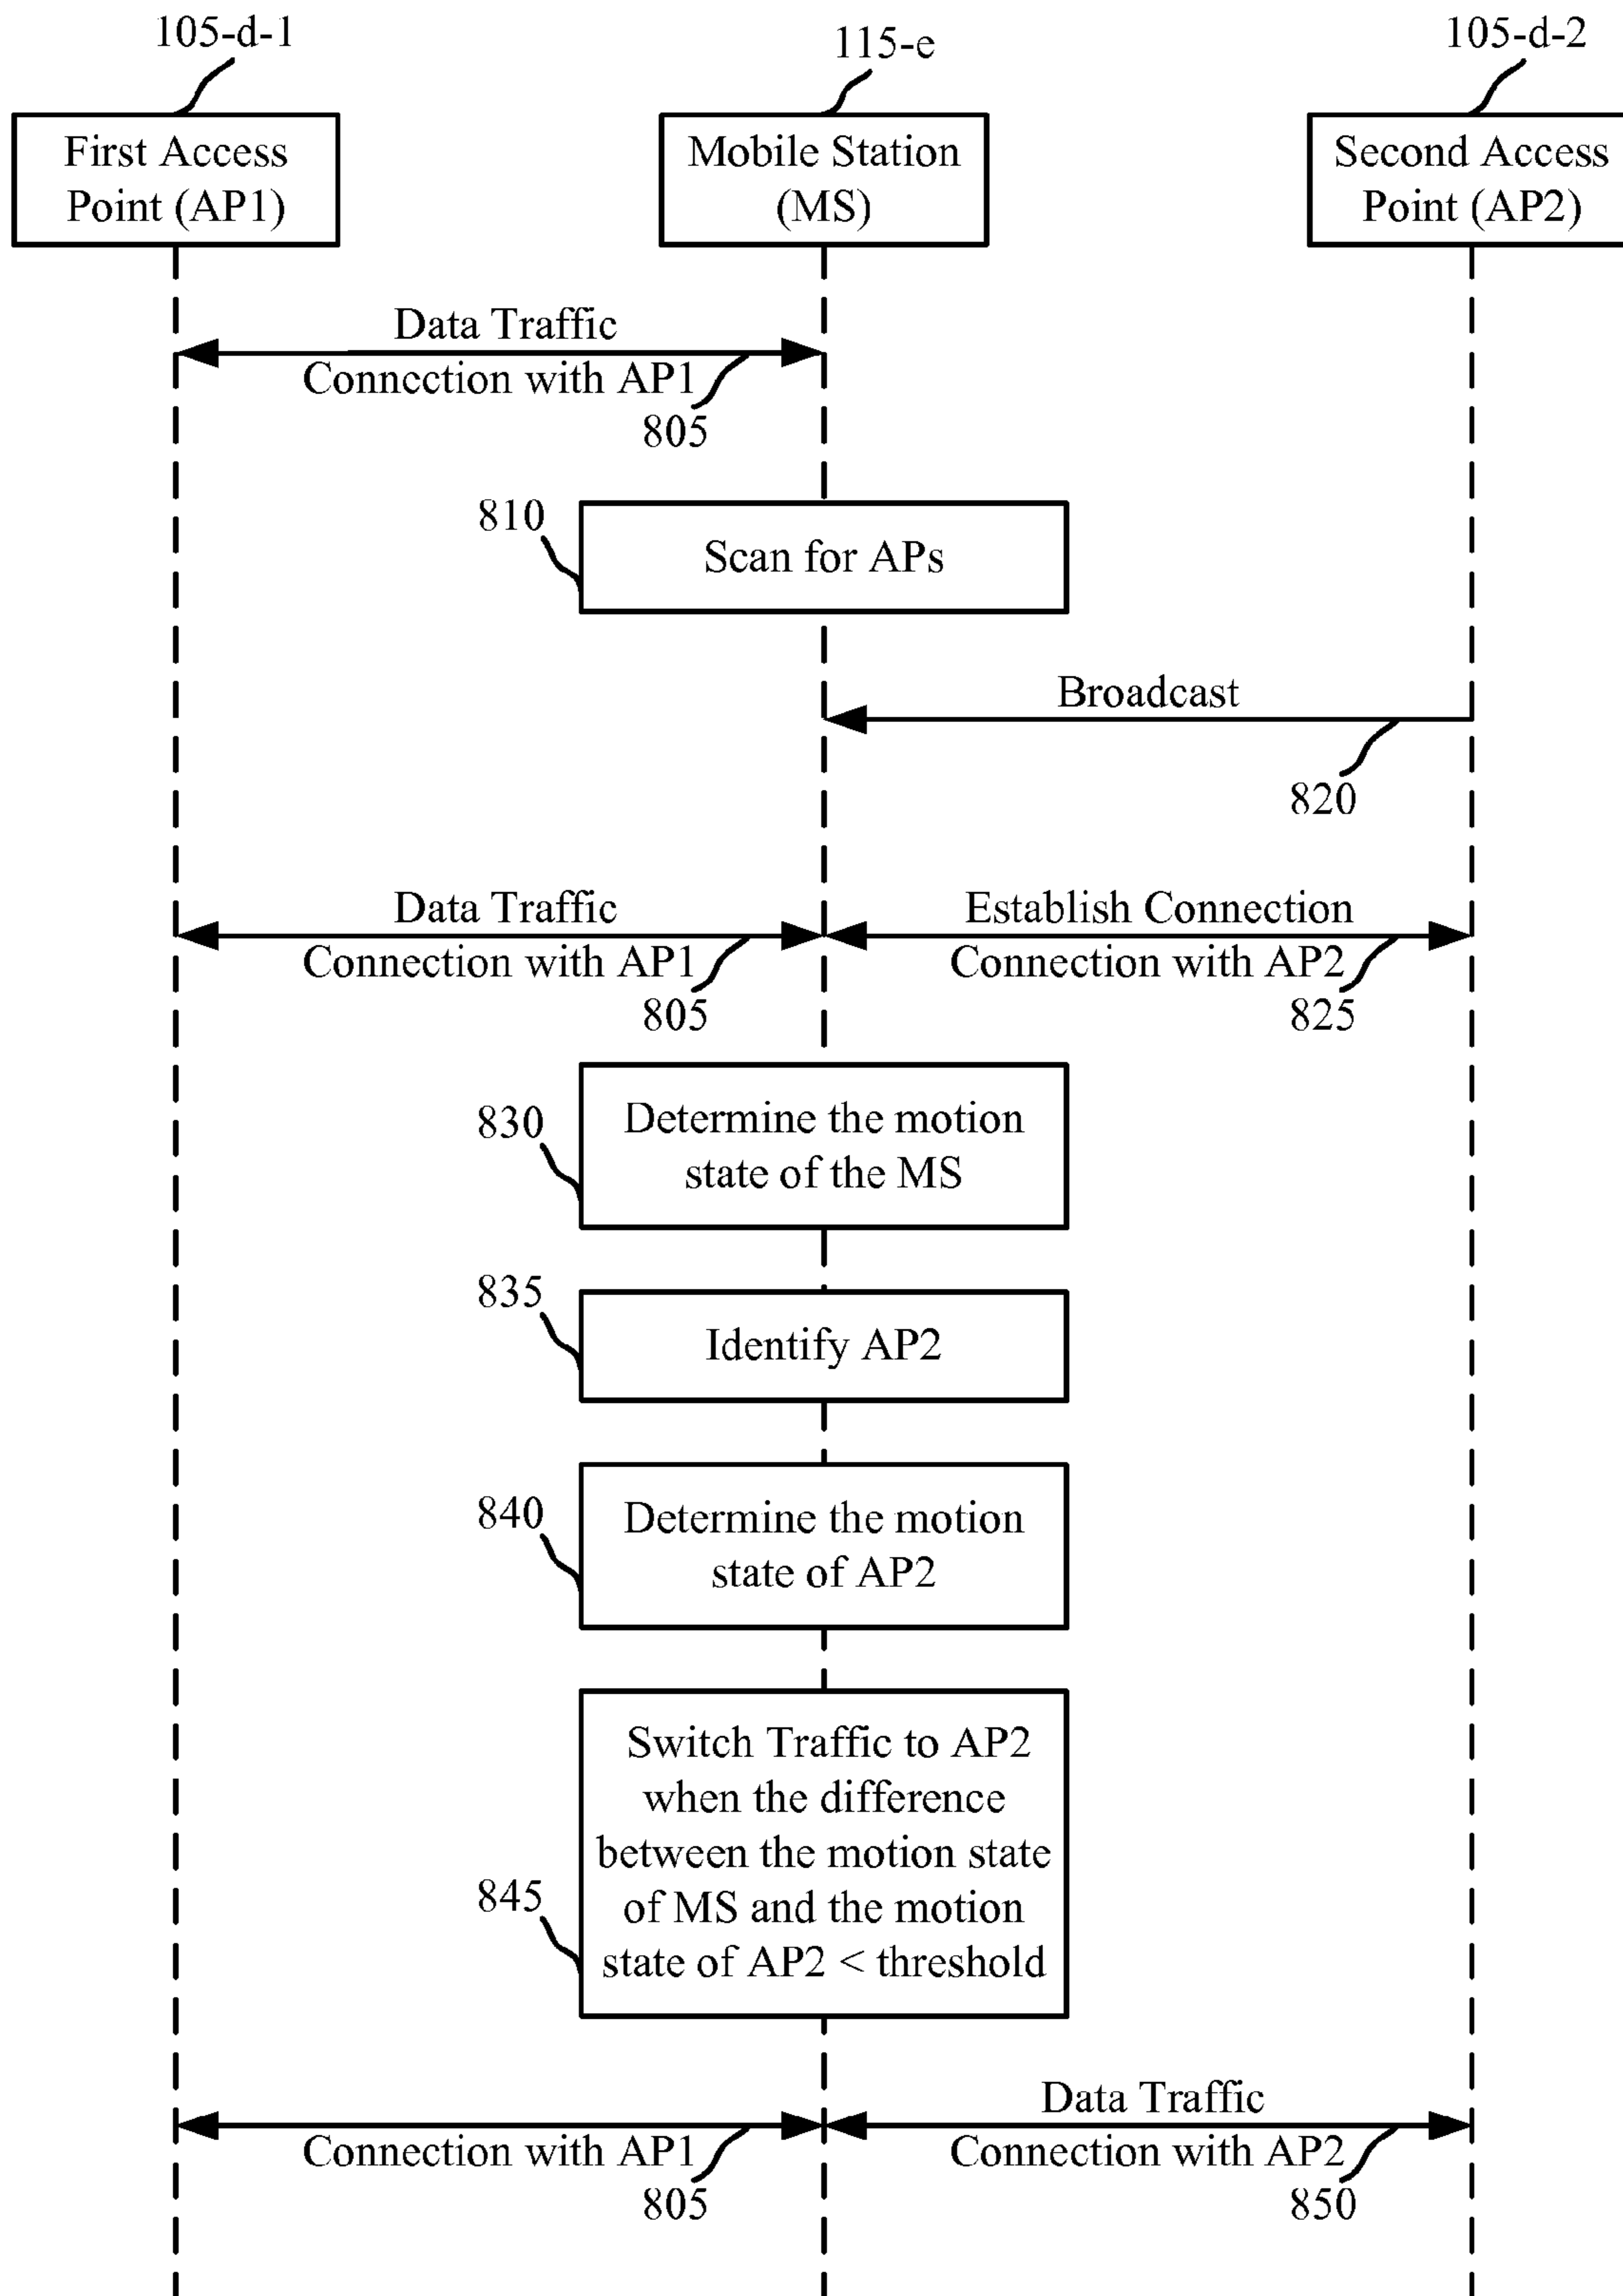 105-d-1
115-e
105-d-2
First Access
Point (AP1)
Mobile Station
(MS)
Second Access
Point (AP2)
Data Traffic
Connection with AP1
805
810
Scan for APs
Broadcast
820
Data Traffic
Connection with AP1
805
Establish Connection
Connection with AP2
825
830
Determine the motion
state of the MS
835
Identify AP2
840
Determine the motion
state of AP2
845
Switch Traffic to AP2
when the difference
between the motion state
of MS and the motion
state of AP2 < threshold
Connection with AP1
805
Data Traffic
Connection with AP2
850